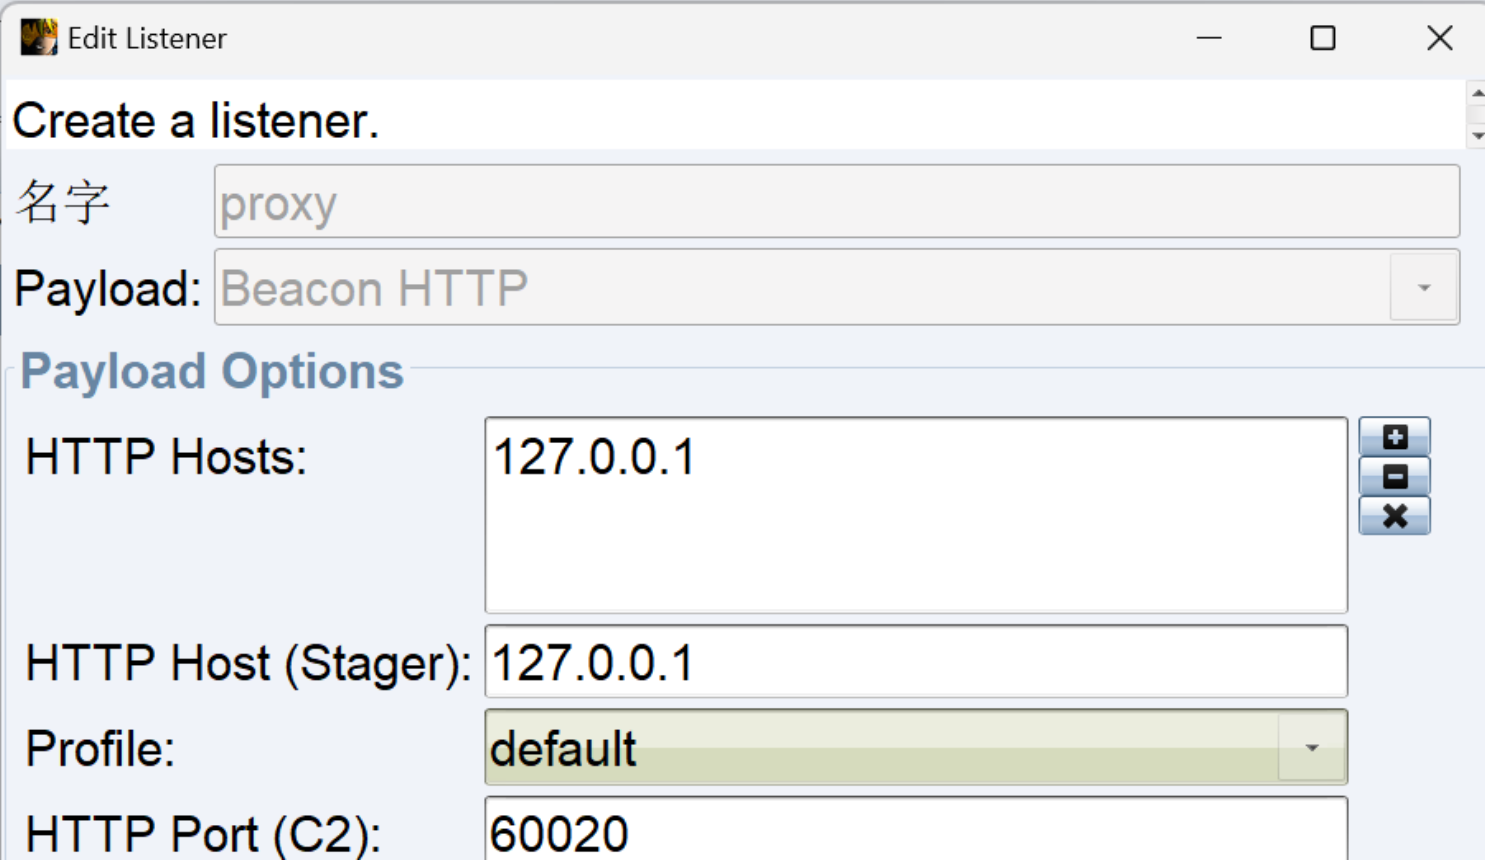 Edit Listener
Create a listener.
名字 proxy
Payload: Beacon HTTP
Payload Options
HTTP Hosts: 127.0.0.1
HTTP Host (Stager): 127.0.0.1
Profile: default
HTTP Port (C2): 60020